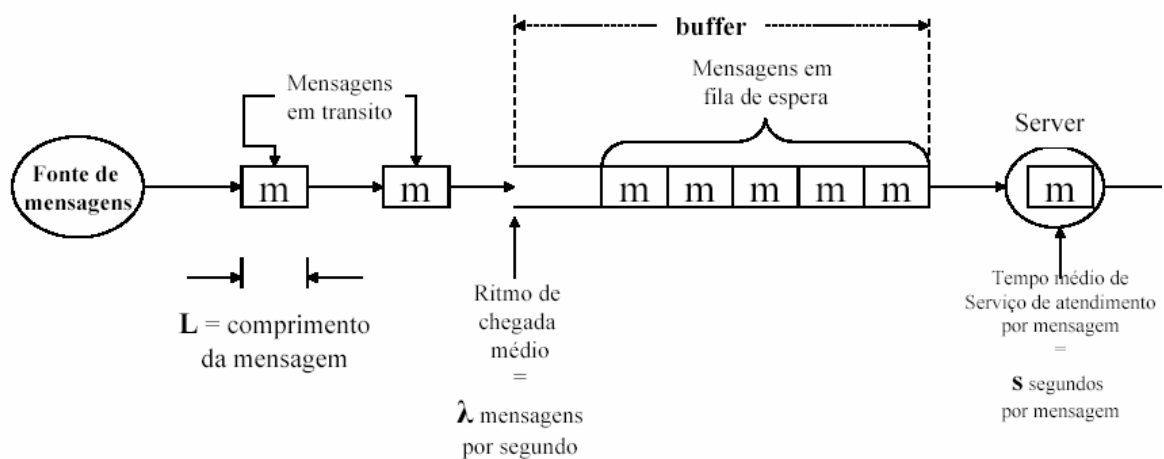 buffer
Mensagens
em transito
Mensagens em
fila de espera
Server
Fonte de
mensagens
m
m
m
m
m
m
m
m
L = comprimento
da mensagem
Ritmo de
chegada
médio
=
λ mensagens
por segundo
Tempo médio de
Serviço de atendimento
por mensagem
=
s segundos
por mensagem